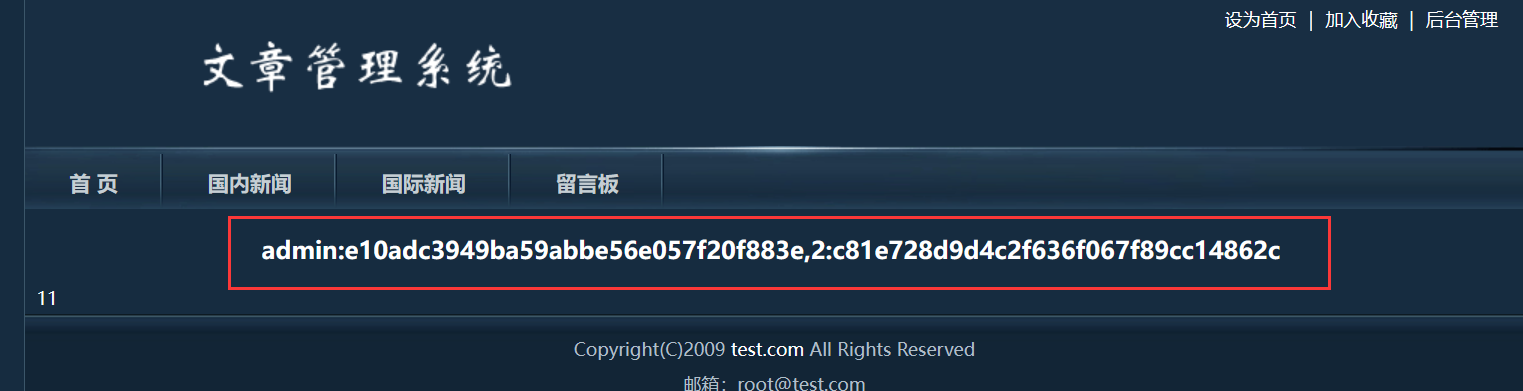 设为首页 | 加入收藏 | 后台管理
文章管理系统
首 页 国内新闻 国际新闻 留言板
admin:e10adc3949ba59abbe56e057f20f883e,2:c81e728d9d4c2f636f067f89cc14862c
11
Copyright(C)2009 test.com All Rights Reserved
邮箱：root@test.com